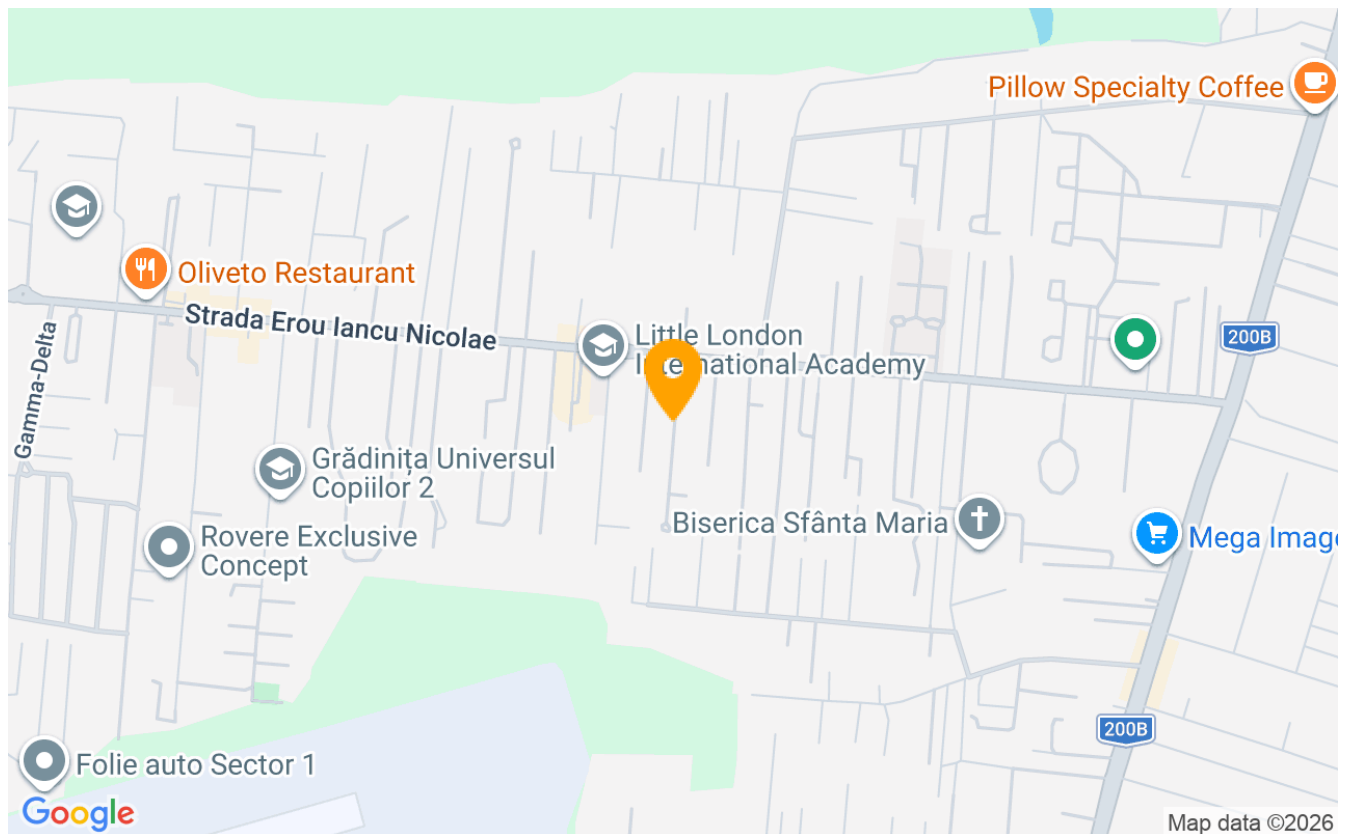 Pillow Specialty Coffee
Oliveto Restaurant
Strada Erou Iancu Nicolae
Little London
International Academy
200B
Gamma-Delta
Grădinița Universul
Copiilor 2
Biserica Sfânta Maria
Rovere Exclusive
Concept
Mega Image
200B
Folie auto Sector 1
Google
Map data ©2026